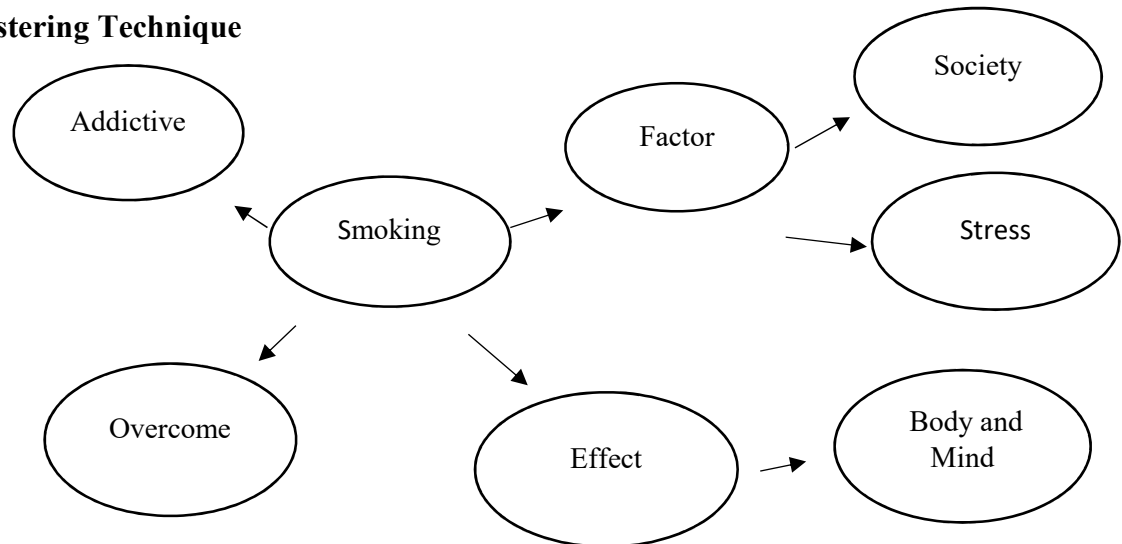 stering Technique
Society
Addictive
Factor
Smoking
Stress
Overcome
Effect
Body and
Mind